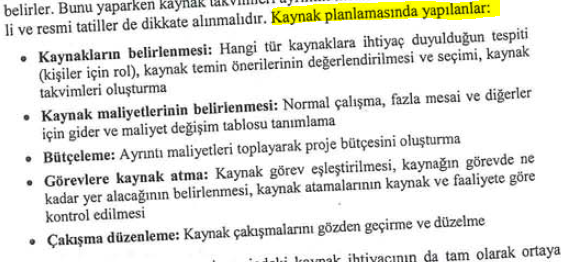 belirler. Bunu yaparken kaynak
li ve resmi tatiller de dikkate alınmalıdır. Kaynak planlamasında yapılanlar:
• Kaynakların belirlenmesi: Hangi tür kaynaklara ihtiyaç duyulduğun tespiti
(kişiler için rol), kaynak temin önerilerinin değerlendirilmesi ve seçimi, kaynak
takvimleri oluşturma
• Kaynak maliyetlerinin belirlenmesi: Normal çalışma, fazla mesai ve diğerler
için gider ve maliyet değişim tablosu tanımlama
• Bütçeleme: Ayrıntı maliyetleri toplayarak proje bütçesini oluşturma
• Görevlere kaynak atma: Kaynak görev eşleştirilmesi, kaynağın görevde ne
kadar yer alacağının belirlenmesi, kaynak atamalarının kaynak ve faaliyete göre
kontrol edilmesi
• Çakışma düzenleme: Kaynak çakışmalarını gözden geçirme ve düzelme
kaynak ihtiyacının da tam olarak ortaya